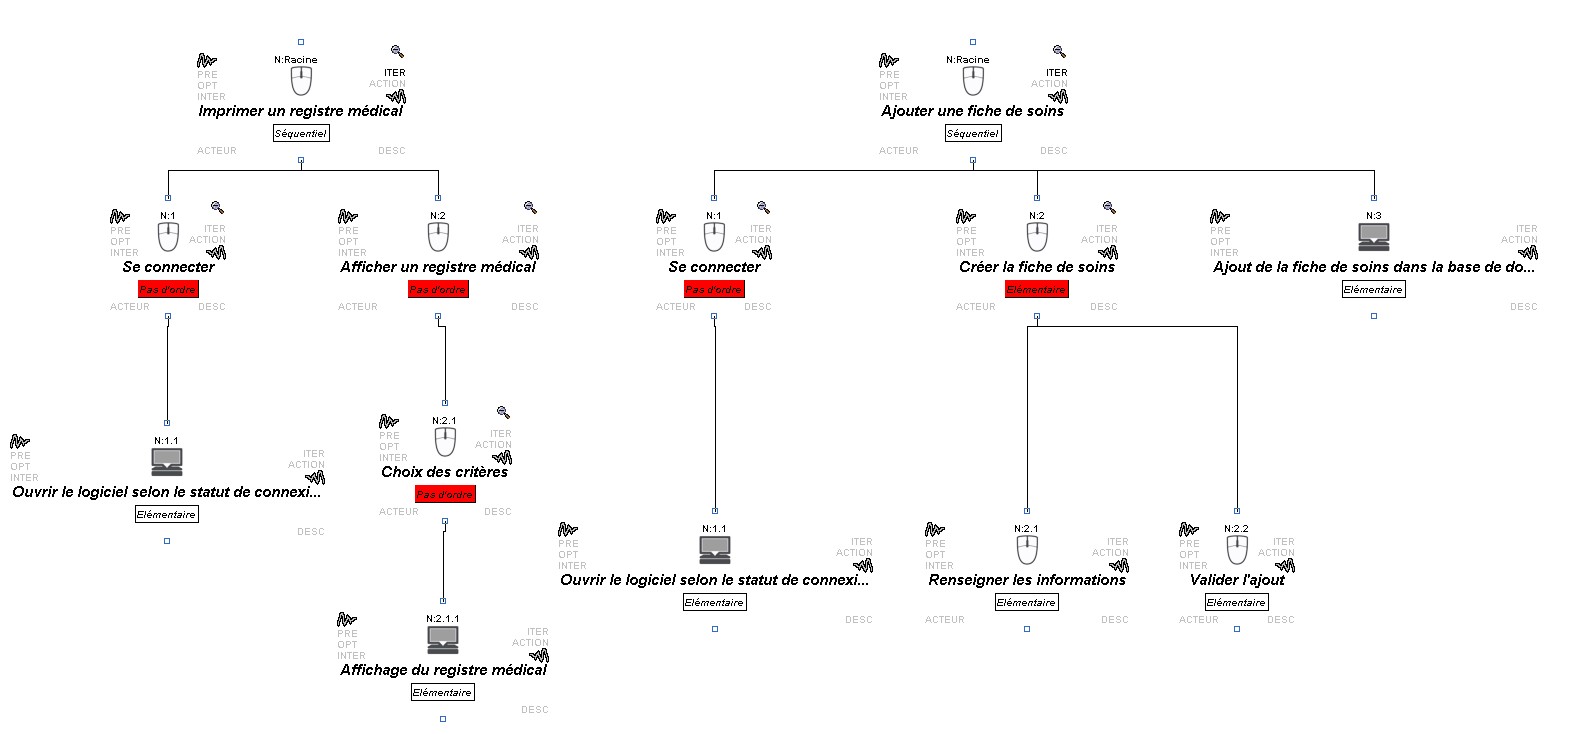 N:Racine
PRE
OPT
INTER
ITER
ACTION
Imprimer un registre médical
Séquentiel
ACTEUR DESC
N:1
PRE
OPT
INTER
ITER
ACTION
Se connecter
Pas d'ordre
ACTEUR DESC
N:2
PRE
OPT
INTER
ITER
ACTION
Afficher un registre médical
Pas d'ordre
ACTEUR DESC
N:1.1
PRE
OPT
INTER
ITER
ACTION
Ouvrir le logiciel selon le statut de connexi...
Elémentaire
DESC
N:2.1
PRE
OPT
INTER
ITER
ACTION
Choix des critères
Pas d'ordre
ACTEUR DESC
N:2.1.1
PRE
OPT
INTER
ITER
ACTION
Affichage du registre médical
Elémentaire
DESC
N:Racine
PRE
OPT
INTER
ITER
ACTION
Ajouter une fiche de soins
Séquentiel
ACTEUR DESC
N:1
PRE
OPT
INTER
ITER
ACTION
Se connecter
Pas d'ordre
ACTEUR DESC
N:2
PRE
OPT
INTER
ITER
ACTION
Créer la fiche de soins
Elémentaire
ACTEUR DESC
N:3
PRE
OPT
INTER
ITER
ACTION
Ajout de la fiche de soins dans la base de do...
Elémentaire
DESC
N:1.1
PRE
OPT
INTER
ITER
ACTION
Ouvrir le logiciel selon le statut de connexi...
Elémentaire
DESC
N:2.1
PRE
OPT
INTER
ITER
ACTION
Renseigner les informations
Elémentaire
ACTEUR DESC
N:2.2
PRE
OPT
INTER
ITER
ACTION
Valider l'ajout
Elémentaire
ACTEUR DESC